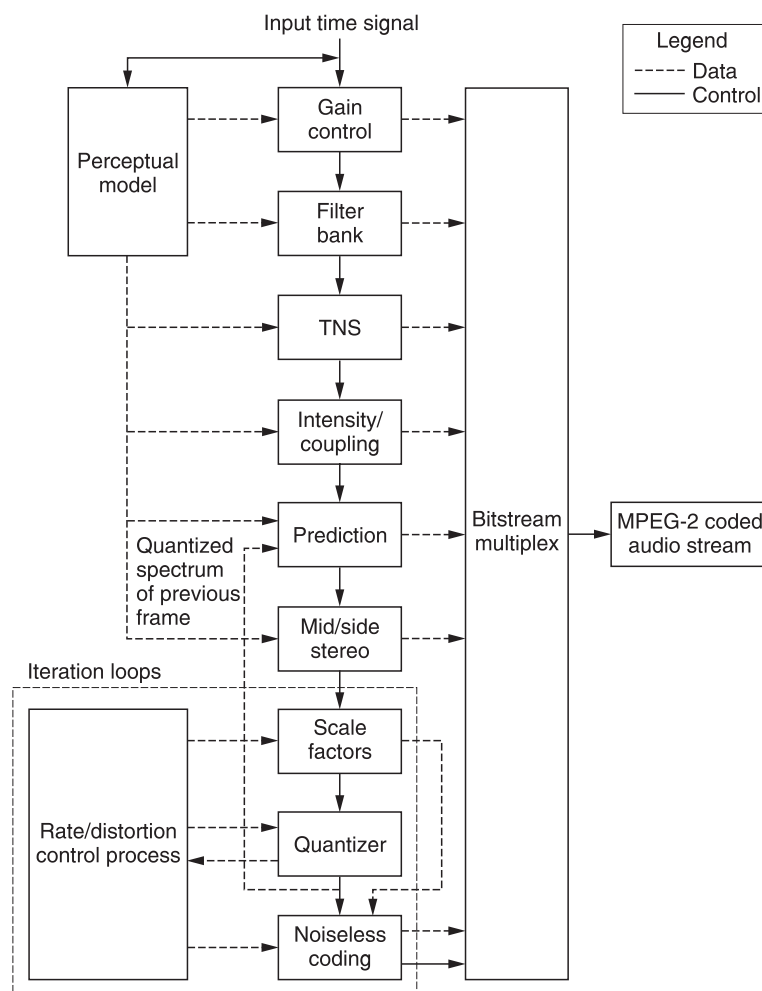 Input time signal
Legend
Data
Control
Gain
control
Perceptual
model
Filter
bank
TNS
Intensity/
coupling
Prediction
Quantized
spectrum
of previous
frame
Bitstream
multiplex
MPEG-2 coded
audio stream
Mid/side
stereo
Iteration loops
Scale
factors
Rate/distortion
control process
Quantizer
Noiseless
coding